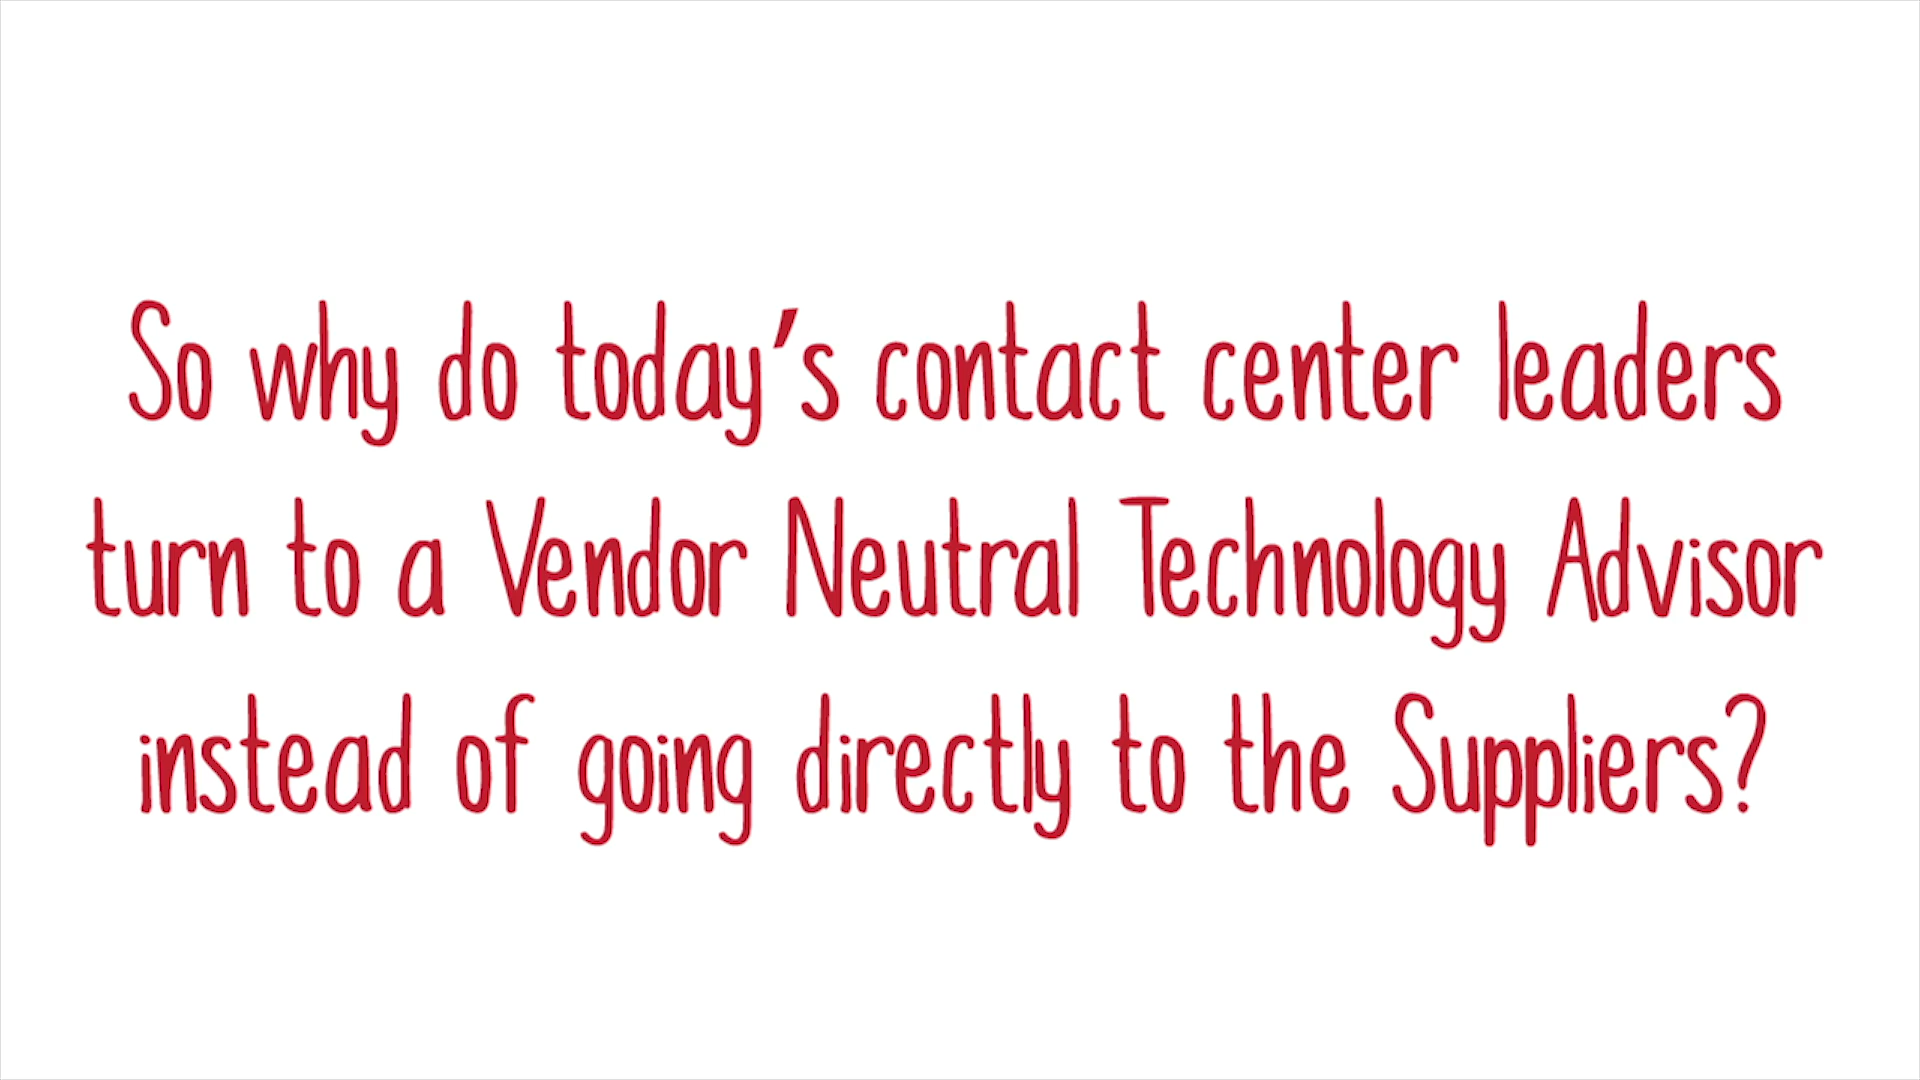 So why do today's contact center leaders
turn to a Vendor Neutral Technology Advisor
instead of going directly to the Suppliers?